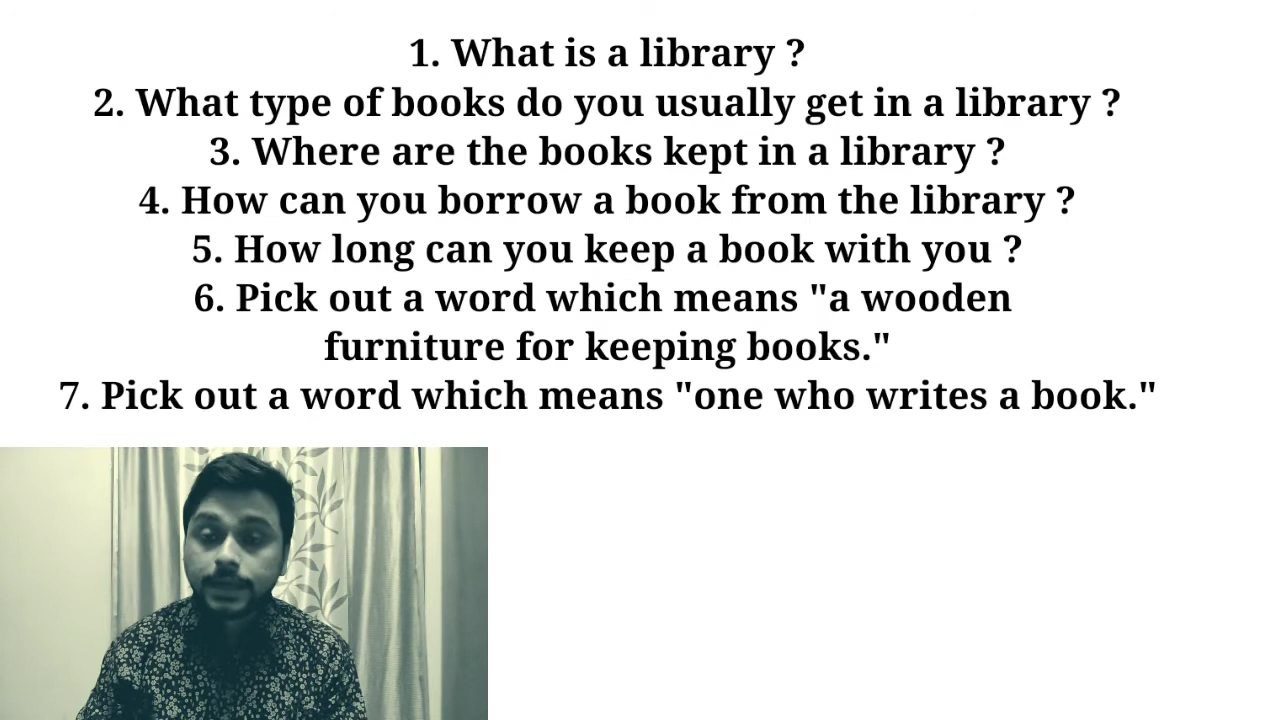 1. What is a library ?
2. What type of books do you usually get in a library ?
3. Where are the books kept in a library ?
4. How can you borrow a book from the library ?
5. How long can you keep a book with you ?
6. Pick out a word which means "a wooden
furniture for keeping books."
7. Pick out a word which means "one who writes a book."